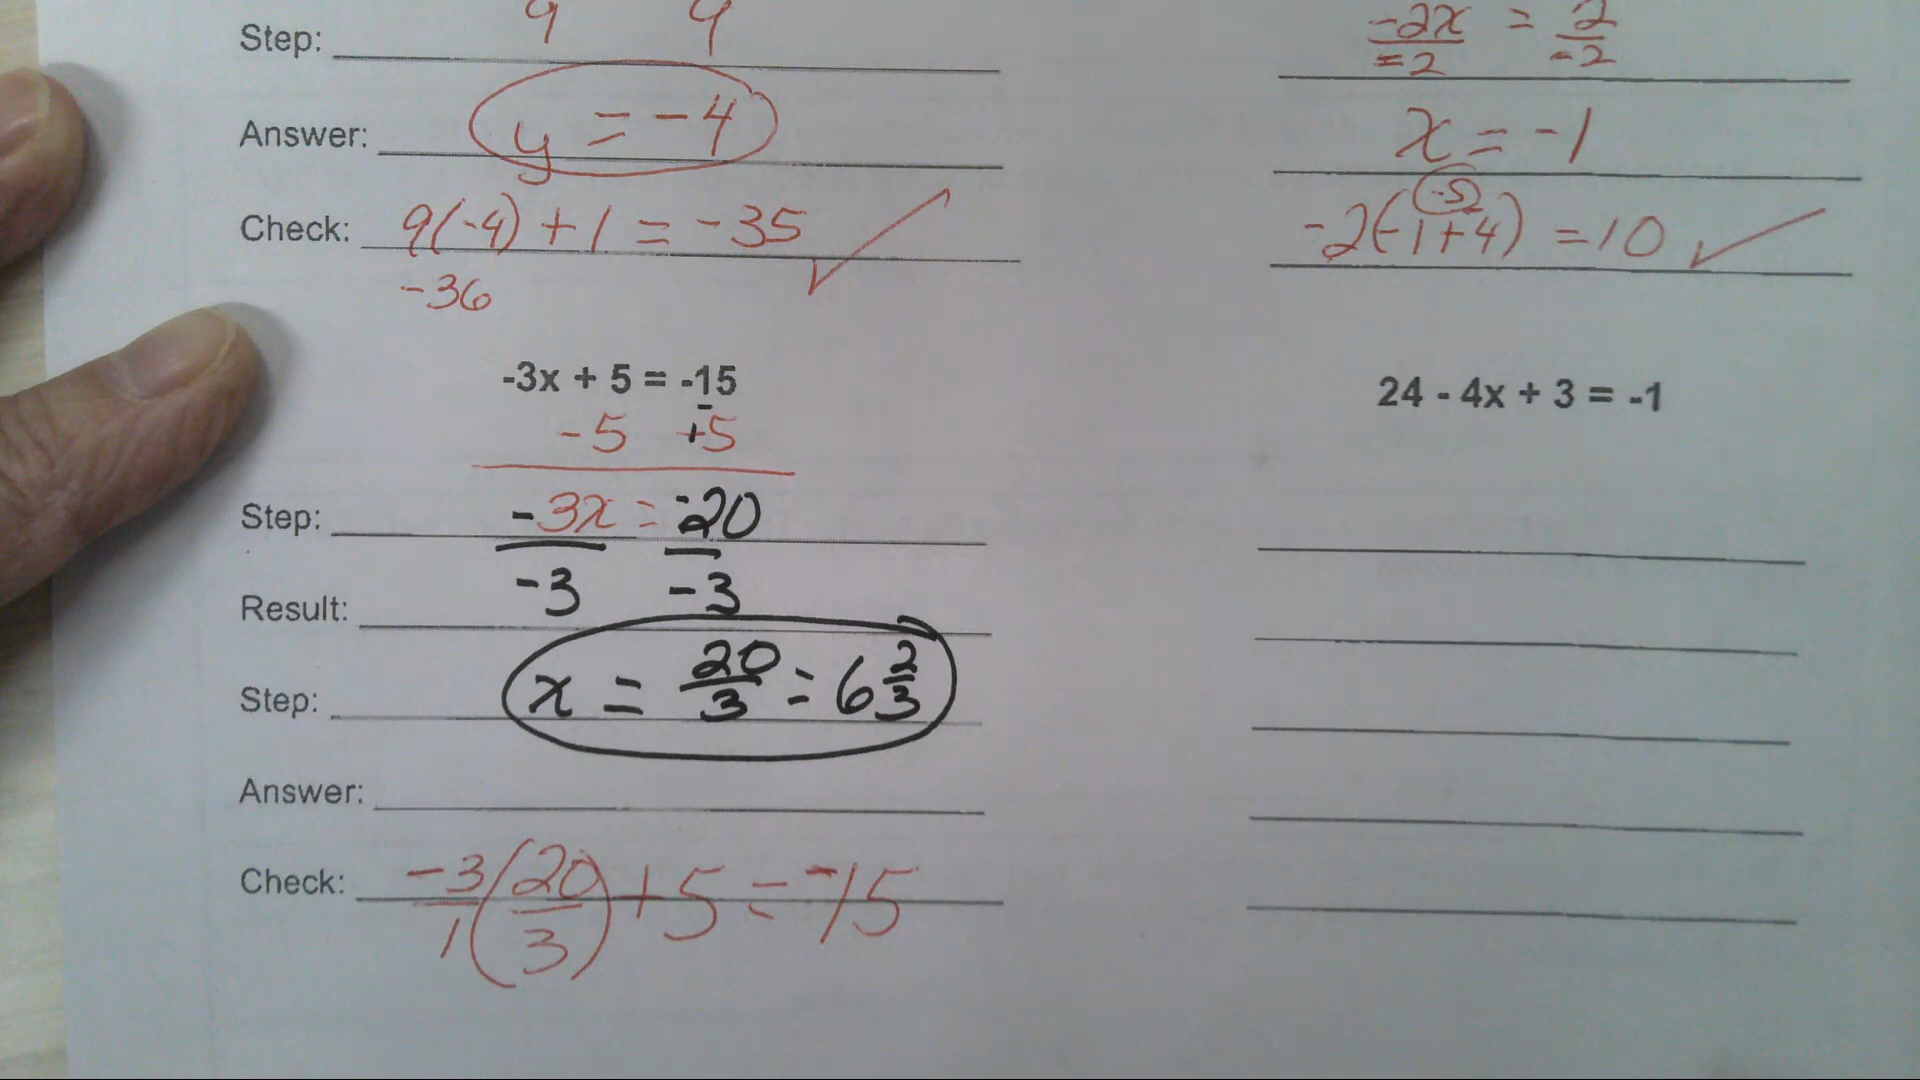 9 9
Step:
Answer: y = -4
Check: 9(-4) + 1 = -35 ✓
-36
-2x = 2
-2 -2
x = -1
-5
-2(-1+4) = 10 ✓
-3x + 5 = -15
-5 +5
Step: -3x = -20
-3 -3
Result:
Step: x = 20/3 = 6 2/3
Answer:
Check: -3/1 (20/3) + 5 = -15
24 - 4x + 3 = -1